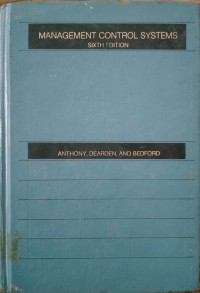 MANAGEMENT CONTROL SYSTEMS
SIXTH EDITION
ANTHONY, DEARDEN, AND BEDFORD